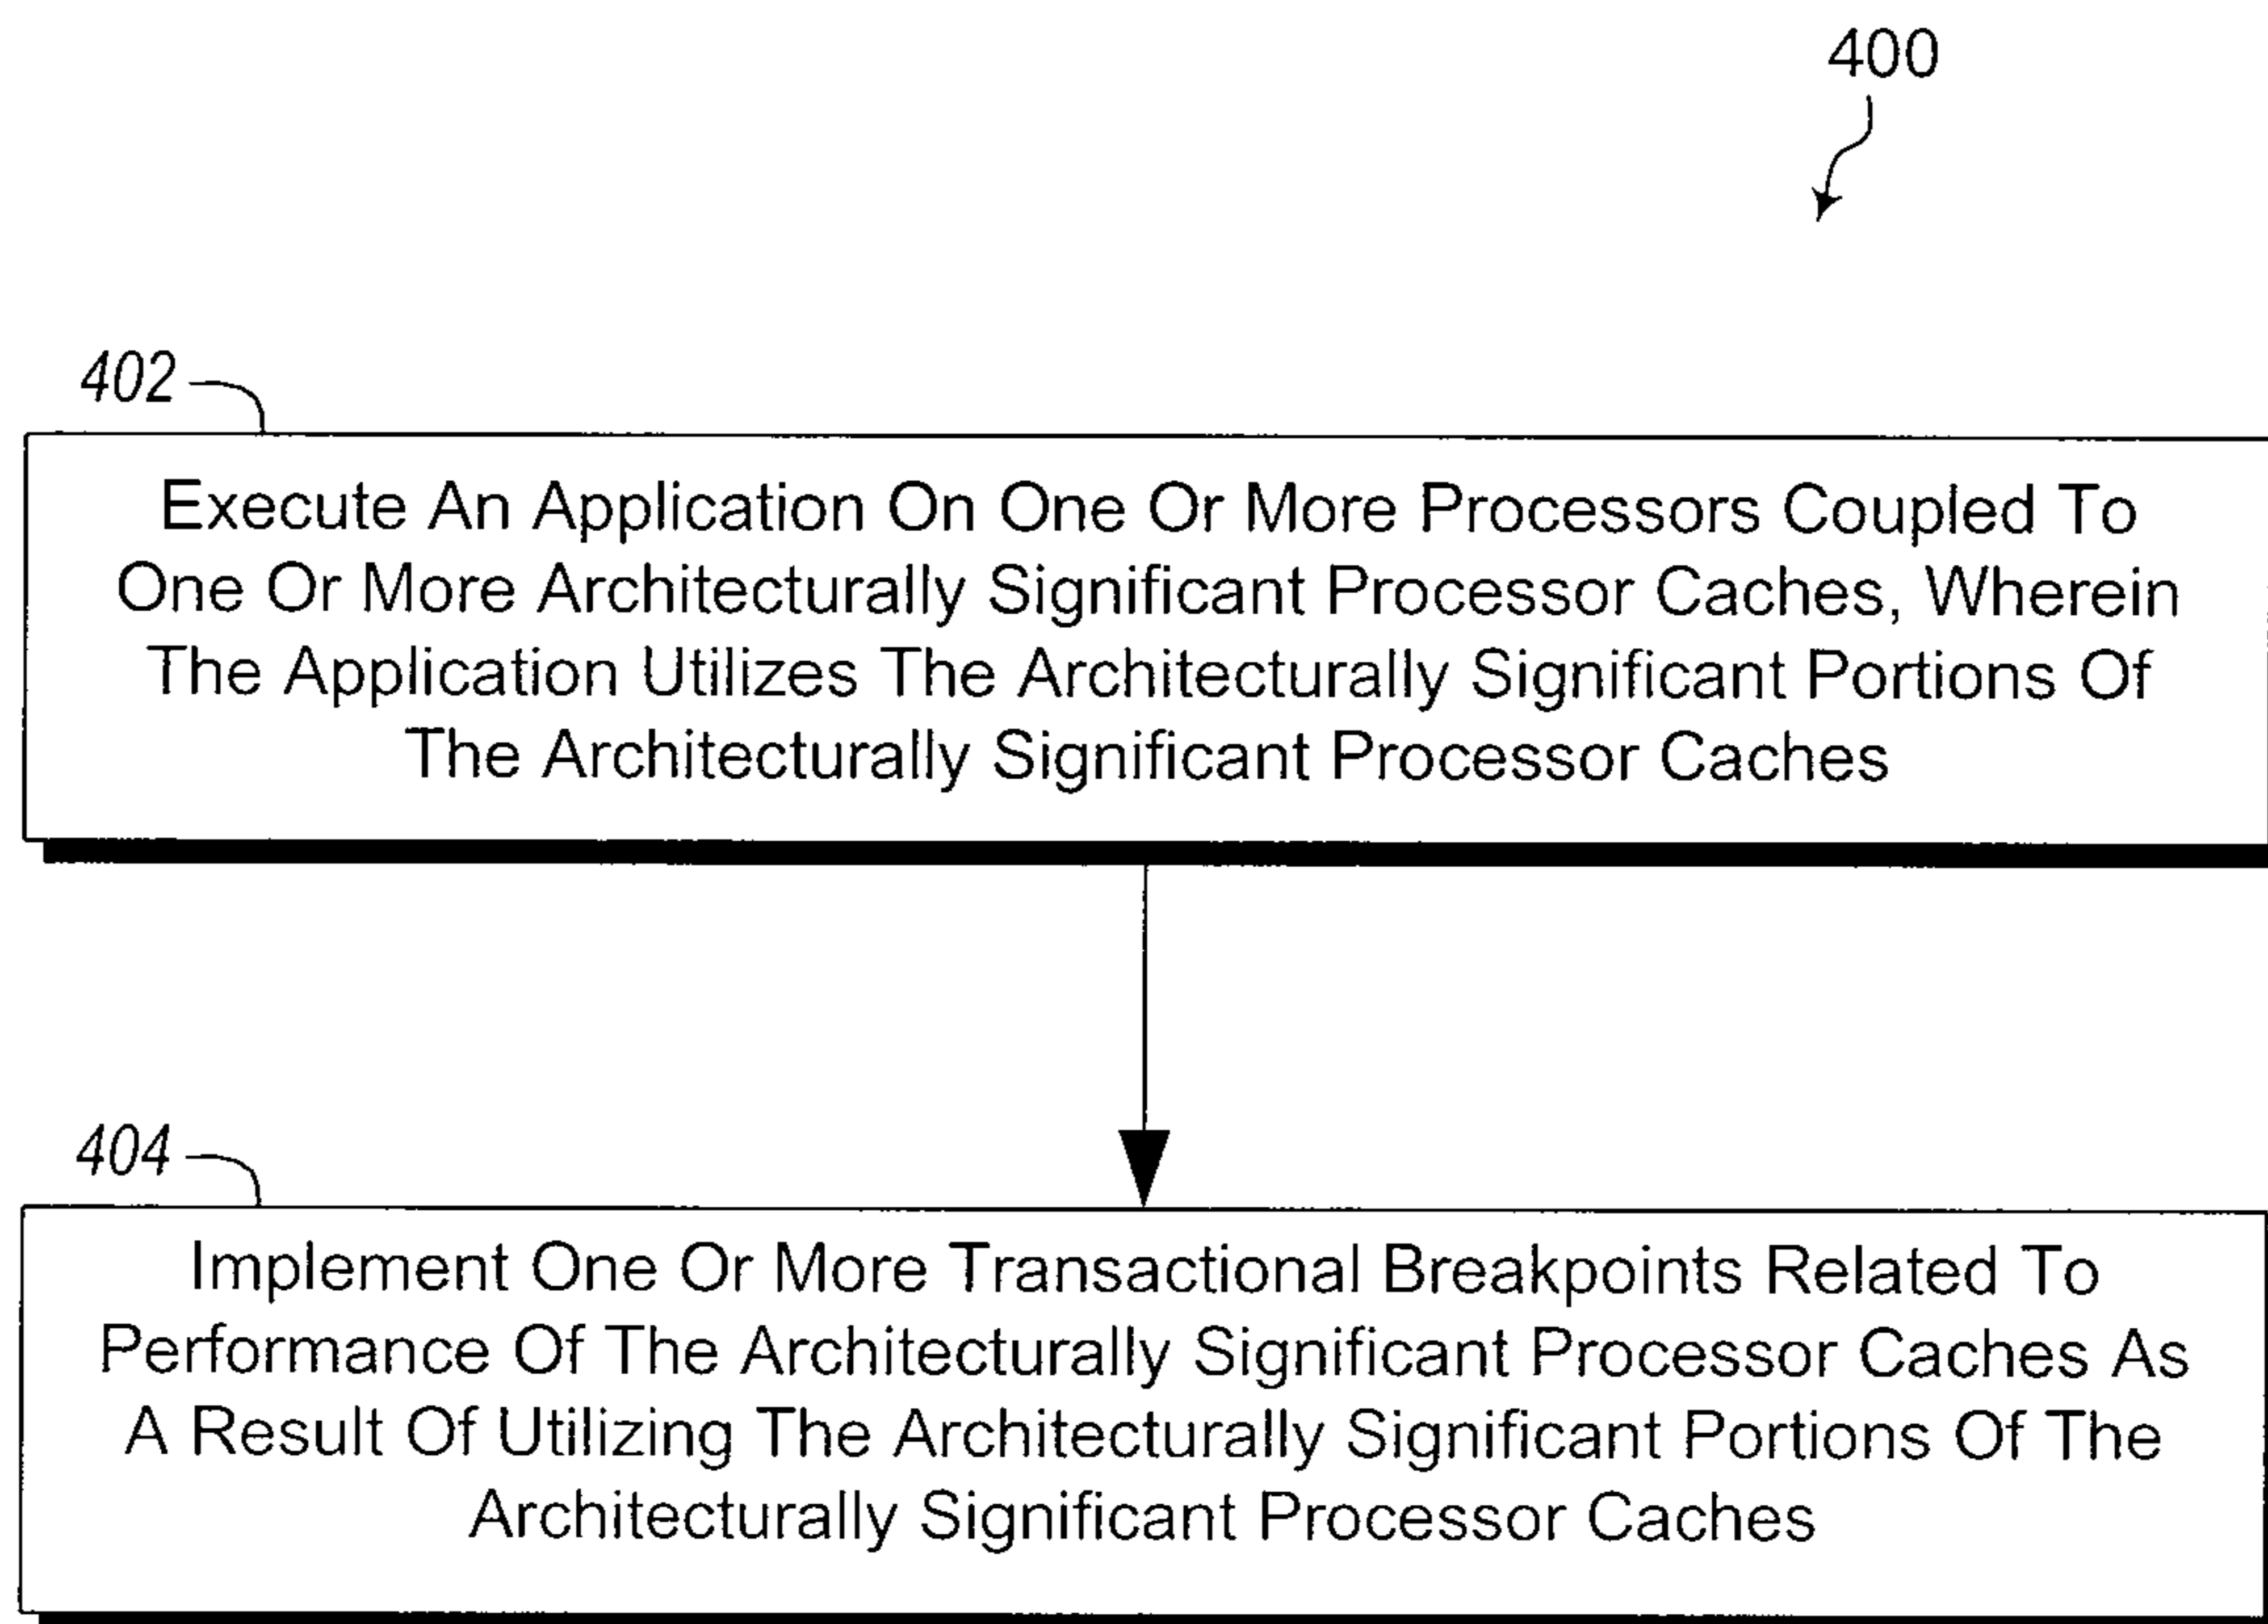 400
402
Execute An Application On One Or More Processors Coupled To
One Or More Architecturally Significant Processor Caches, Wherein
The Application Utilizes The Architecturally Significant Portions Of
The Architecturally Significant Processor Caches
404
Implement One Or More Transactional Breakpoints Related To
Performance Of The Architecturally Significant Processor Caches As
A Result Of Utilizing The Architecturally Significant Portions Of The
Architecturally Significant Processor Caches